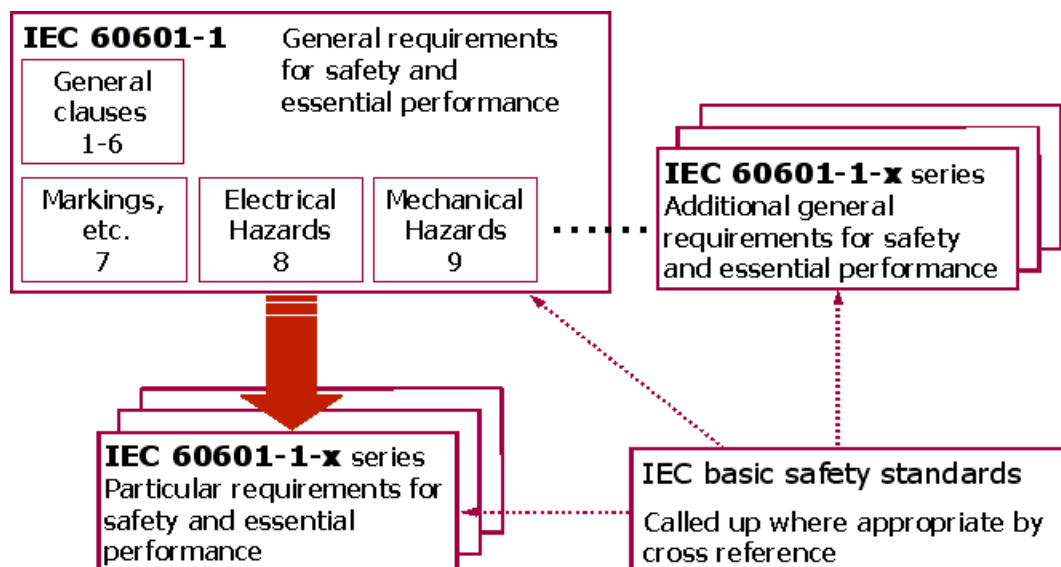 IEC 60601-1
General requirements
for safety and
essential performance
General
clauses
1-6
Markings,
etc.
7
Electrical
Hazards
8
Mechanical
Hazards
9
IEC 60601-1-x series
Additional general
requirements for safety
and essential performance
IEC 60601-1-x series
Particular requirements for
safety and essential
performance
IEC basic safety standards
Called up where appropriate by
cross reference